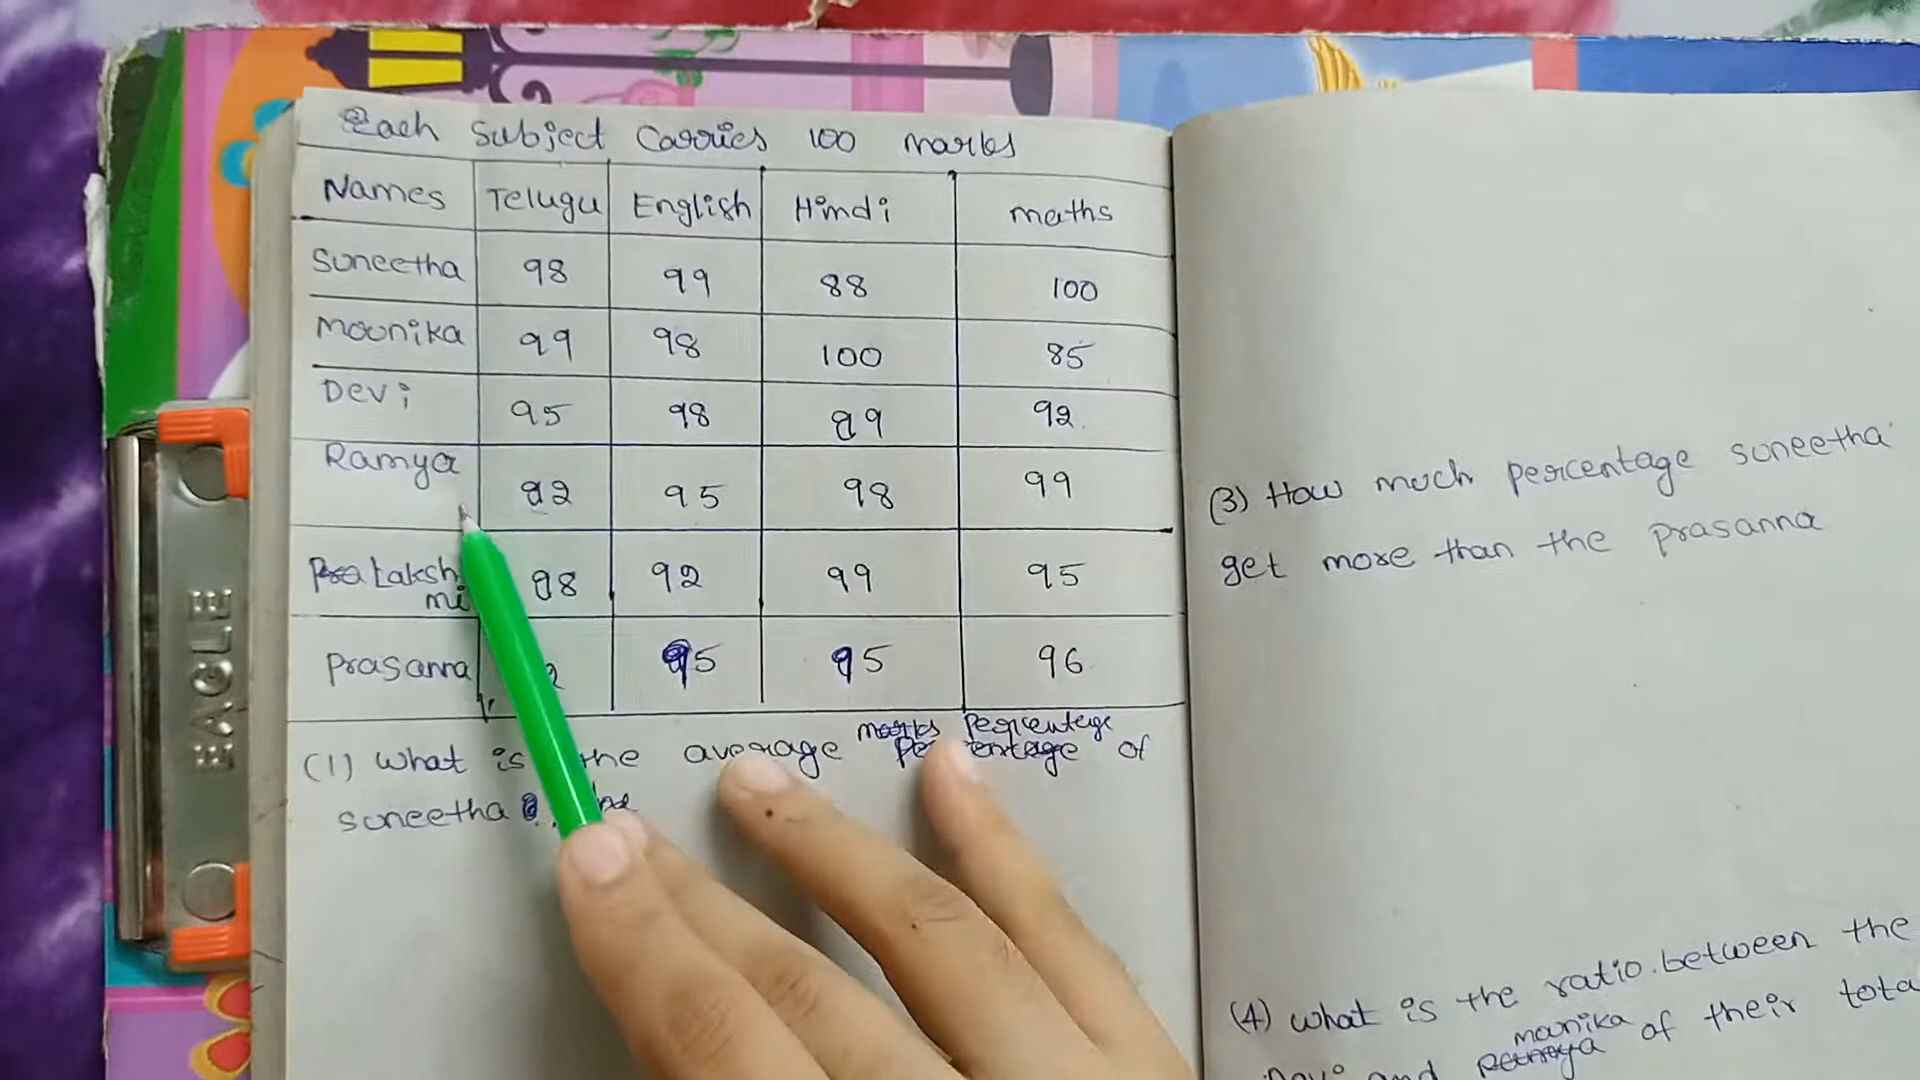 Each Subject Carries 100 marks
Names Telugu English Hindi maths
Suneetha 98 99 88 100
Mounika 99 98 100 85
Devi 95 98 89 92
Ramya 92 95 98 99
Lakshmi 98 92 99 95
prasanna 95 95 96
marks percentage
(1) What is the average percentage of
suneetha
(3) How much percentage suneetha
get more than the prasanna
(4) what is the ratio between the
mounika
and of their tota
EAGLE